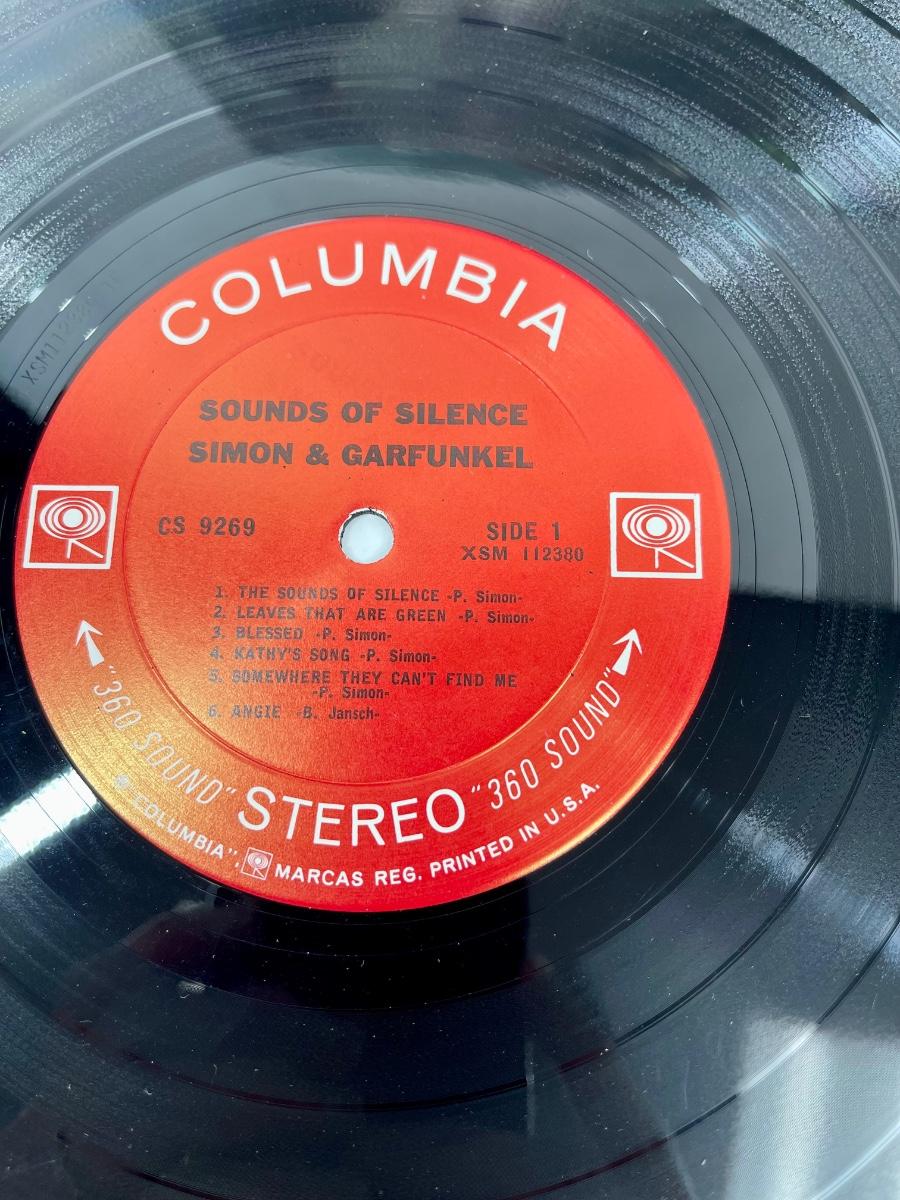 COLUMBIA
SOUNDS OF SILENCE
SIMON & GARFUNKEL
CS 9269
SIDE 1
XSM 112380
1. THE SOUNDS OF SILENCE -P. Simon-
2. LEAVES THAT ARE GREEN -P. Simon-
3. BLESSED -P. Simon-
4. KATHY'S SONG -P. Simon-
5. SOMEWHERE THEY CAN'T FIND ME
-P. Simon-
6. ANGIE -B. Jansch-
"360 SOUND" STEREO "360 SOUND"
COLUMBIA", MARCAS REG. PRINTED IN U.S.A.